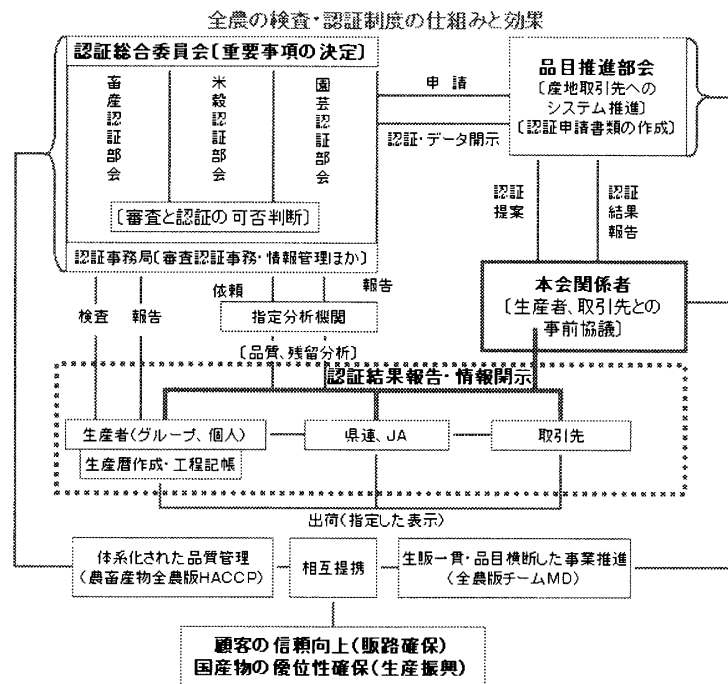 全農の検査・認証制度の仕組みと効果
認証総合委員会〔重要事項の決定〕
畜産認証部会
米穀認証部会
園芸認証部会
〔審査と認証の可否判断〕
認証事務局〔審査認証事務・情報管理ほか〕
申請
認証・データ開示
品目推進部会
〔産地取引先への
システム推進〕
〔認証申請書類の作成〕
認証
提案
認証
結果
報告
検査
報告
依頼
報告
指定分析機関
〔品質、残留分析〕
本会関係者
〔生産者、取引先との
事前協議〕
認証結果報告・情報開示
生産者(グループ、個人)
生産暦作成・工程記帳
県連、JA
取引先
出荷(指定した表示)
体系化された品質管理
(農畜産物全農版HACCP)
相互提携
生販一貫・品目横断した事業推進
(全農版チームMD)
顧客の信頼向上(販路確保)
国産物の優位性確保(生産振興)